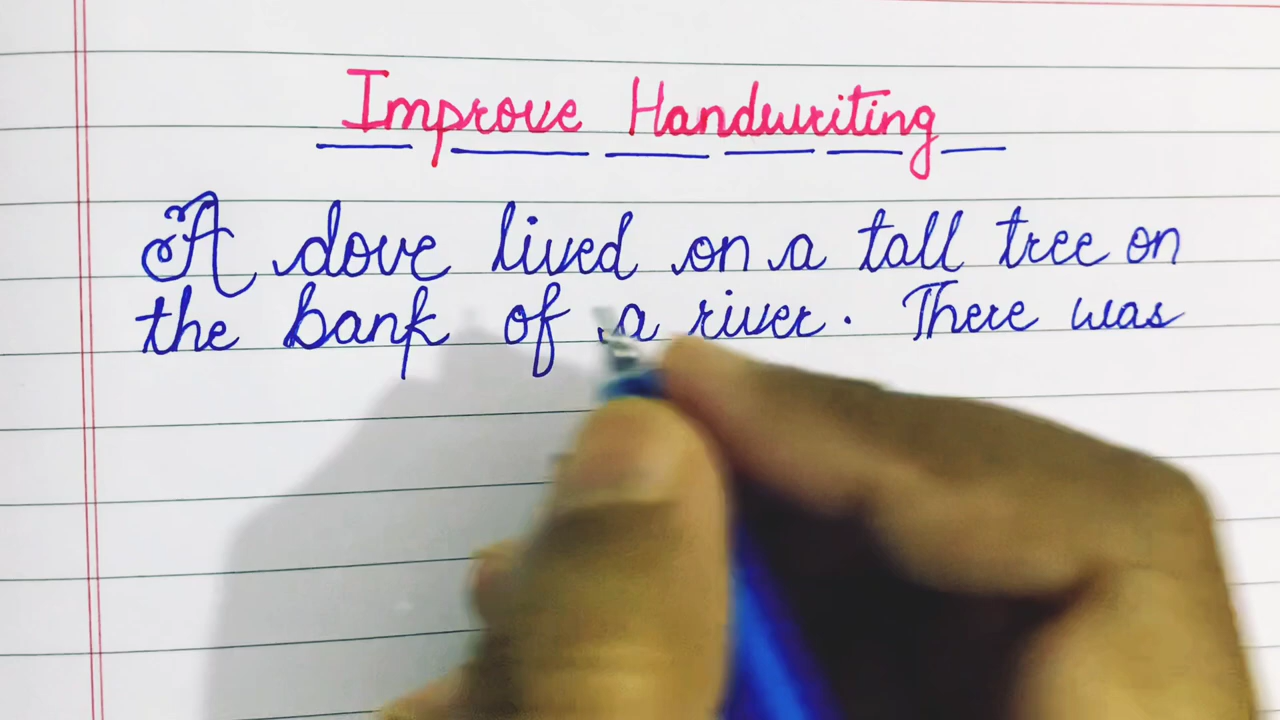 Improve Handwriting
A dove lived on a tall tree on
the bank of a river. There was